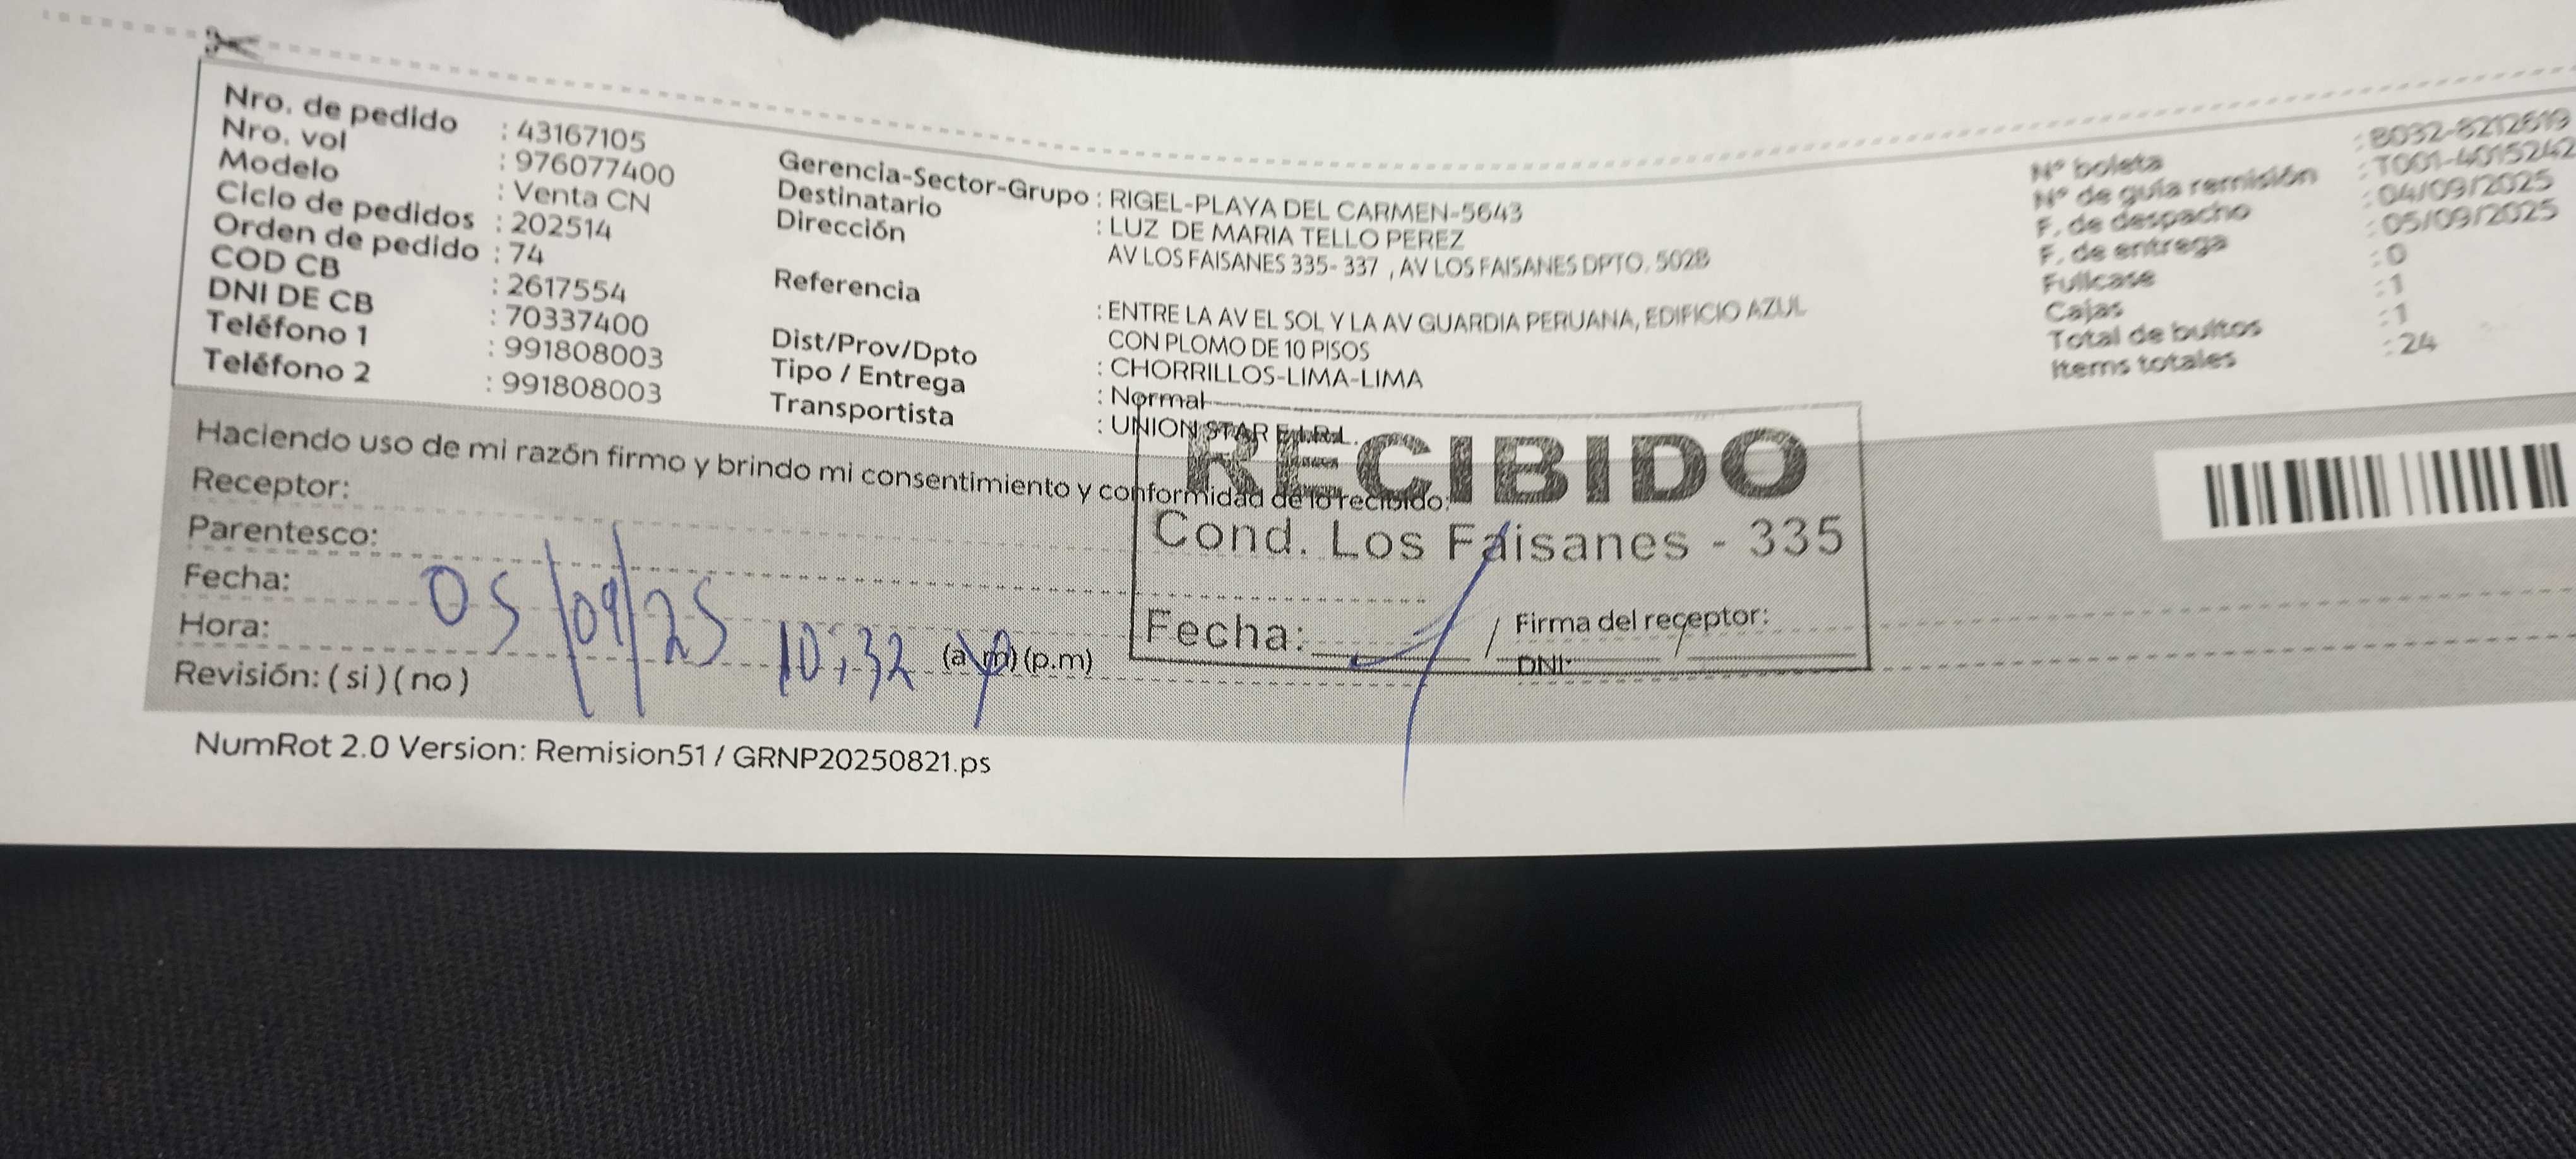 Nro. de pedido : 43167105
Nro. vol : 976077400
Modelo : Venta CN
Ciclo de pedidos : 202514
Orden de pedido : 74
COD CB : 2617554
DNI DE CB : 70337400
Teléfono 1 : 991808003
Teléfono 2 : 991808003
Gerencia-Sector-Grupo : RIGEL-PLAYA DEL CARMEN-5643
Destinatario : LUZ DE MARIA TELLO PEREZ
Dirección AV LOS FAISANES 335- 337 , AV LOS FAISANES DPTO. 502B
Referencia : ENTRE LA AV EL SOL Y LA AV GUARDIA PERUANA, EDIFICIO AZUL
CON PLOMO DE 10 PISOS
Dist/Prov/Dpto : CHORRILLOS-LIMA-LIMA
Tipo / Entrega : Normal
Transportista : UNION STAR E.I.R.L.
Nº boleta : B032-8212619
Nº de guía remisión : T001-4015242
F. de despacho : 04/09/2025
F. de entrega : 05/09/2025
Fullcase : 0
Cajas : 1
Total de bultos : 1
Items totales : 24
Haciendo uso de mi razón firmo y brindo mi consentimiento y conformidad de lo recibido:
Receptor:
Parentesco:
Fecha: 05/09/25
Hora: 10:32 (a.m) (p.m)
Revisión: ( si ) ( no )
RECIBIDO
Cond. Los Faisanes - 335
Fecha: / /
Firma del receptor:
DNI:
NumRot 2.0 Version: Remision51 / GRNP20250821.ps